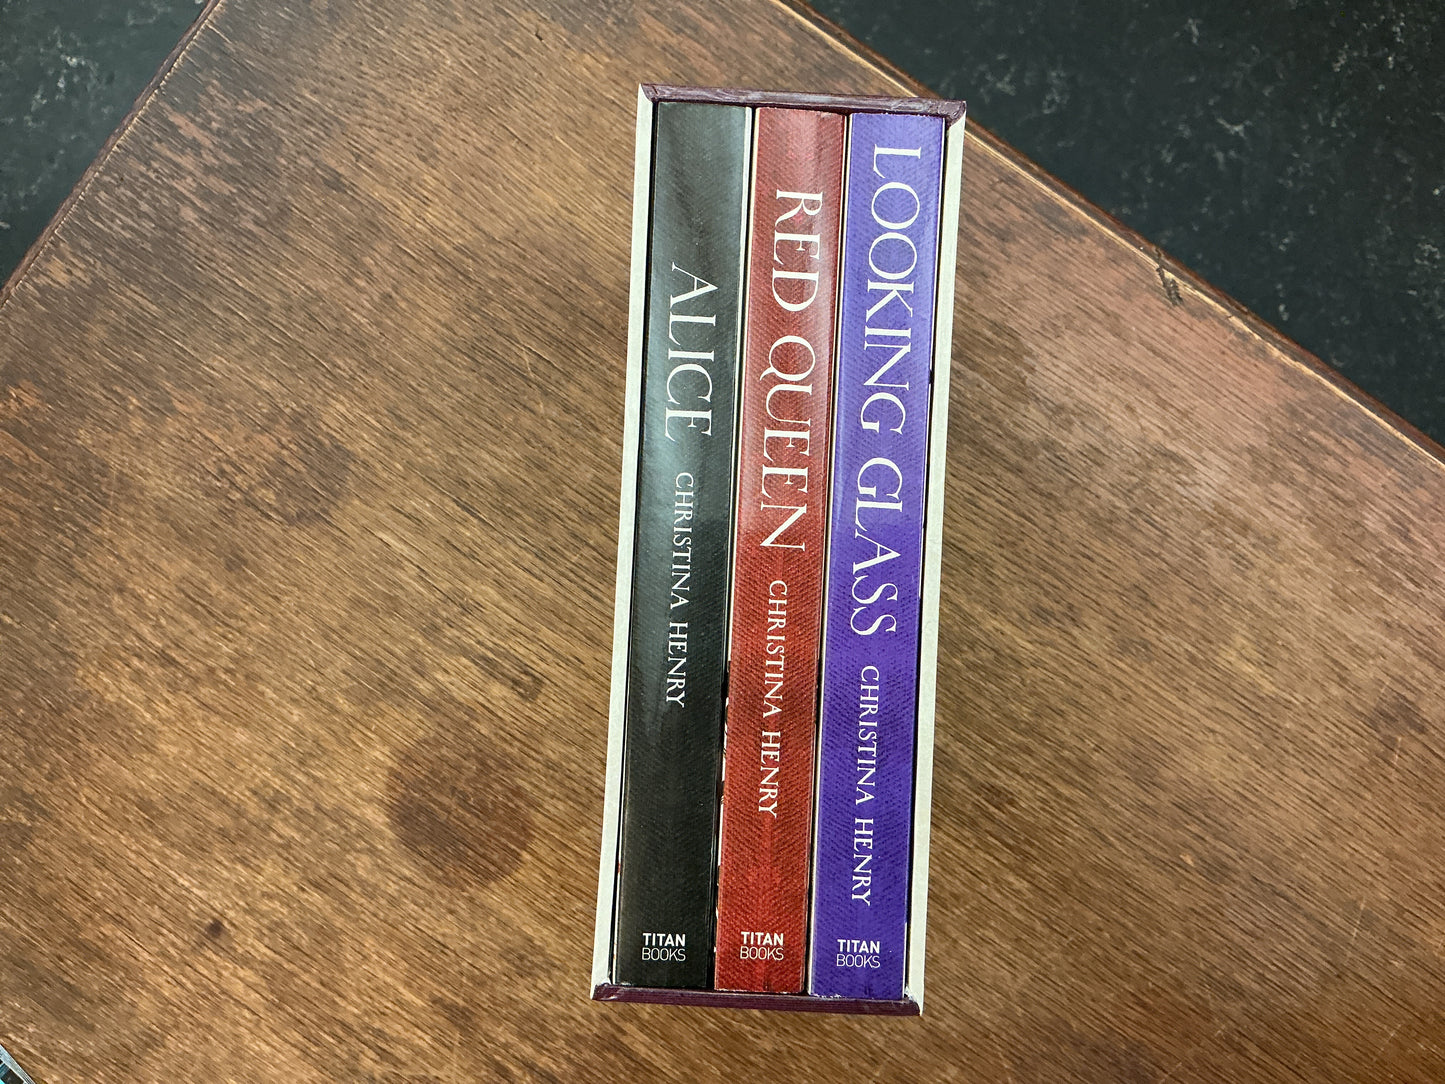 ALICE CHRISTINA HENRY
TITAN
BOOKS
RED QUEEN CHRISTINA HENRY
TITAN
BOOKS
LOOKING GLASS CHRISTINA HENRY
TITAN
BOOKS